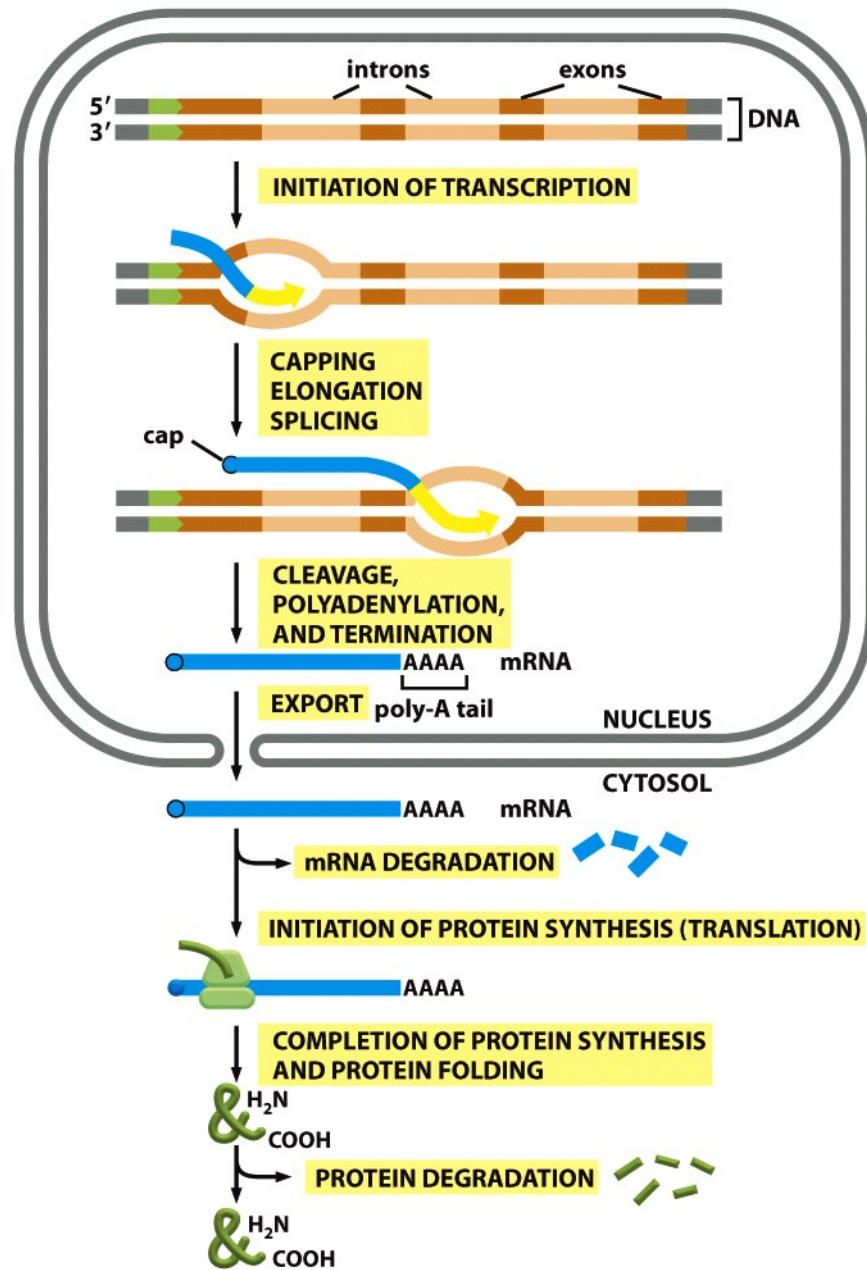 introns exons
5′
3′
DNA
INITIATION OF TRANSCRIPTION
CAPPING
ELONGATION
SPLICING
cap
CLEAVAGE,
POLYADENYLATION,
AND TERMINATION
AAAA mRNA
EXPORT poly-A tail
NUCLEUS
CYTOSOL
AAAA mRNA
mRNA DEGRADATION
INITIATION OF PROTEIN SYNTHESIS (TRANSLATION)
AAAA
COMPLETION OF PROTEIN SYNTHESIS
AND PROTEIN FOLDING
H₂N
COOH
PROTEIN DEGRADATION
H₂N
COOH